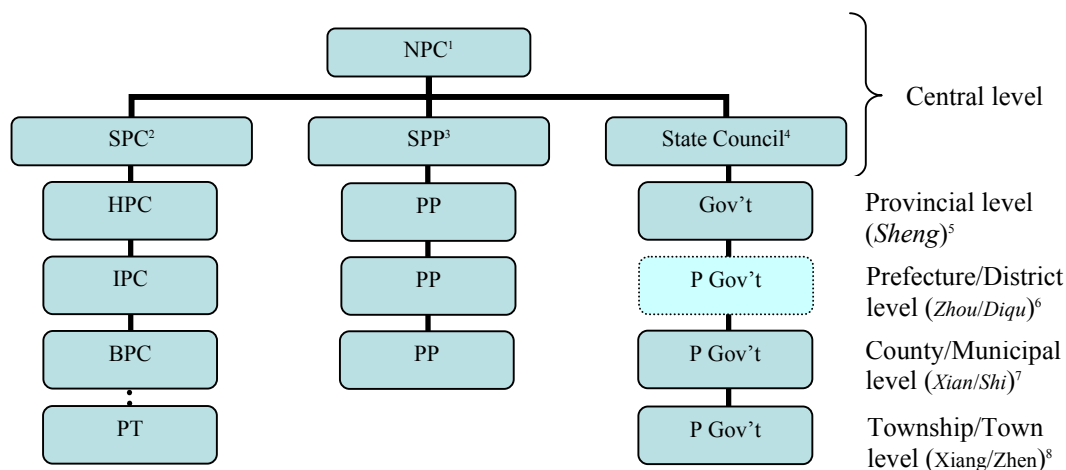 NPC¹
Central level
SPC²
SPP³
State Council⁴
HPC
PP
Gov’t
Provincial level
(Sheng)⁵
IPC
PP
P Gov’t
Prefecture/District
level (Zhou/Diqu)⁶
BPC
PP
P Gov’t
County/Municipal
level (Xian/Shi)⁷
PT
P Gov’t
Township/Town
level (Xiang/Zhen)⁸